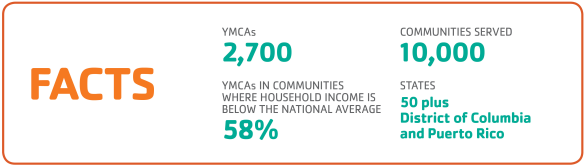 FACTS
YMCAs
2,700
YMCAs IN COMMUNITIES
WHERE HOUSEHOLD INCOME IS
BELOW THE NATIONAL AVERAGE
58%
COMMUNITIES SERVED
10,000
STATES
50 plus
District of Columbia
and Puerto Rico